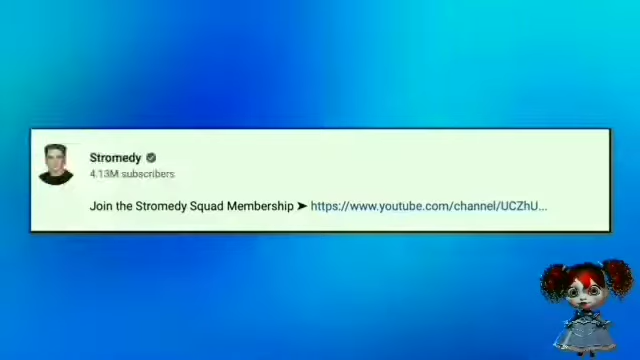 Stromedy
4.13M subscribers
Join the Stromedy Squad Membership ➤ https://www.youtube.com/channel/UCZhU...